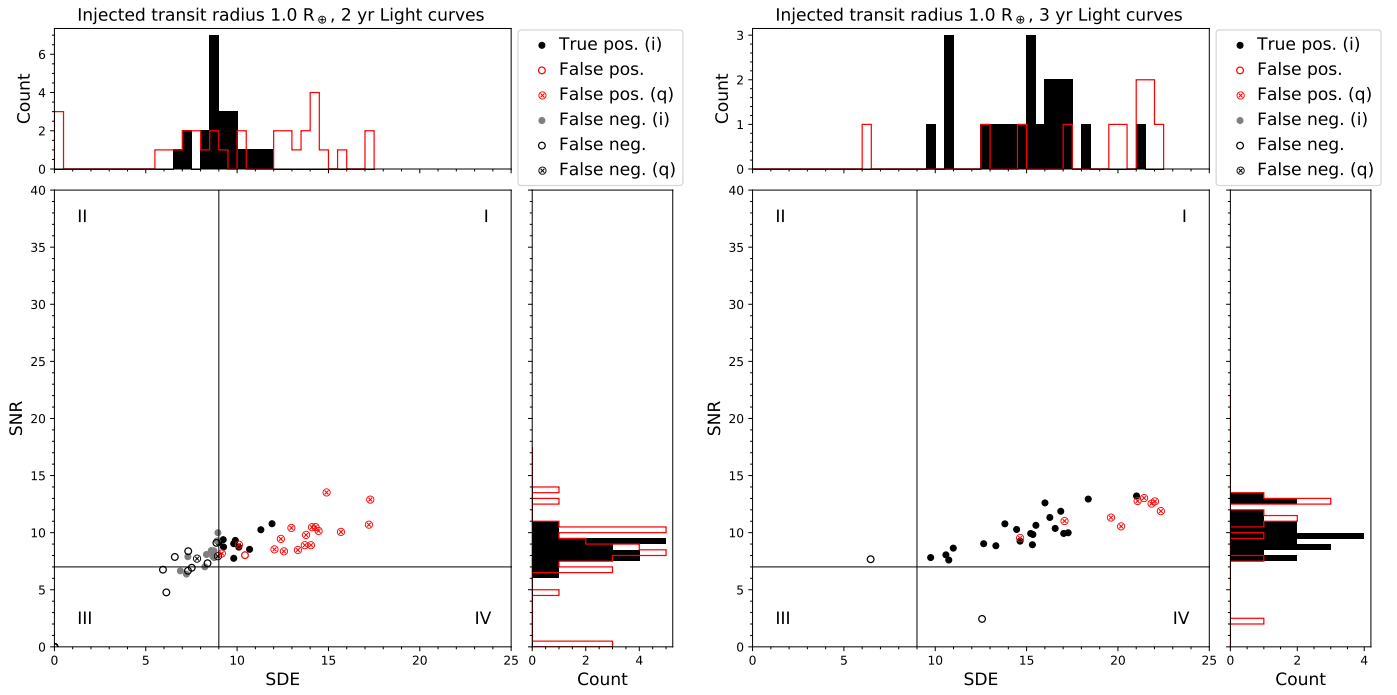 Injected transit radius 1.0 R⊕, 2 yr Light curves
Count
0
2
4
6
True pos. (i)
False pos.
False pos. (q)
False neg. (i)
False neg.
False neg. (q)
II
I
III
IV
SNR
0
5
10
15
20
25
30
35
40
0
5
10
15
20
25
SDE
0
2
4
Count
Injected transit radius 1.0 R⊕, 3 yr Light curves
Count
0
1
2
3
True pos. (i)
False pos.
False pos. (q)
False neg. (i)
False neg.
False neg. (q)
II
I
III
IV
SNR
0
5
10
15
20
25
30
35
40
0
5
10
15
20
25
SDE
0
2
4
Count